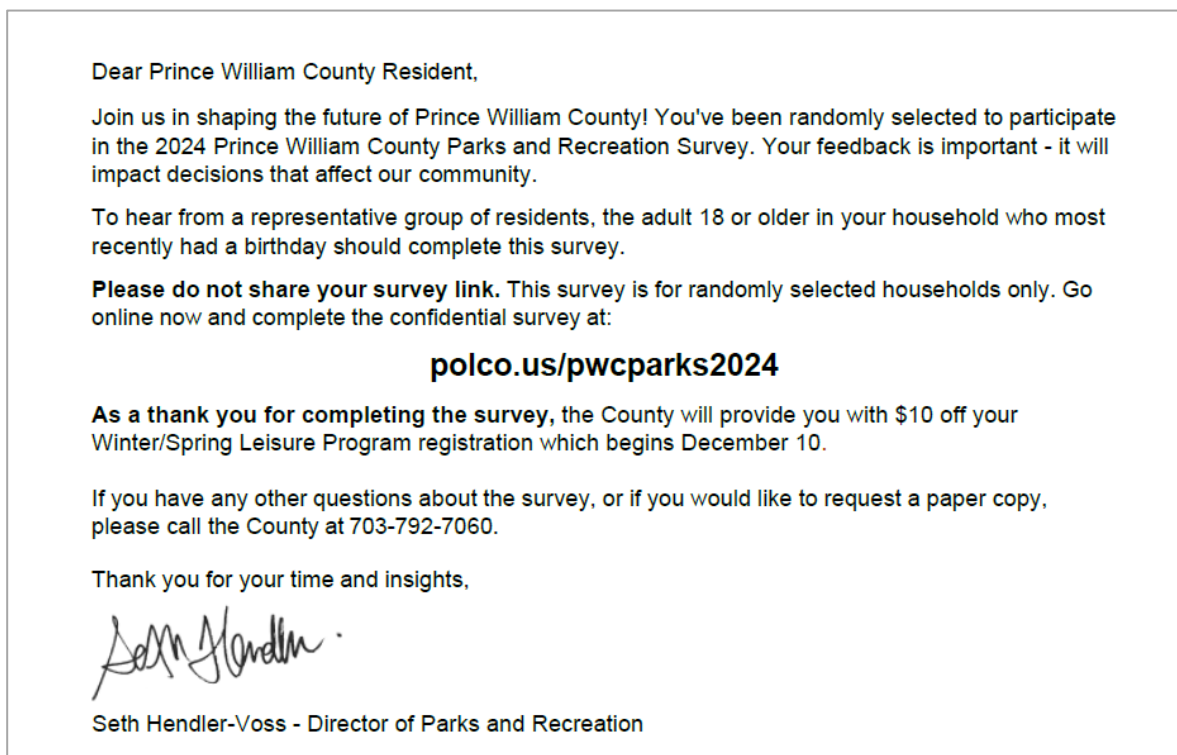 Dear Prince William County Resident,
Join us in shaping the future of Prince William County! You've been randomly selected to participate
in the 2024 Prince William County Parks and Recreation Survey. Your feedback is important - it will
impact decisions that affect our community.
To hear from a representative group of residents, the adult 18 or older in your household who most
recently had a birthday should complete this survey.
Please do not share your survey link. This survey is for randomly selected households only. Go
online now and complete the confidential survey at:
polco.us/pwcparks2024
As a thank you for completing the survey, the County will provide you with $10 off your
Winter/Spring Leisure Program registration which begins December 10.
If you have any other questions about the survey, or if you would like to request a paper copy,
please call the County at 703-792-7060.
Thank you for your time and insights,
Seth Hendler
Seth Hendler-Voss - Director of Parks and Recreation